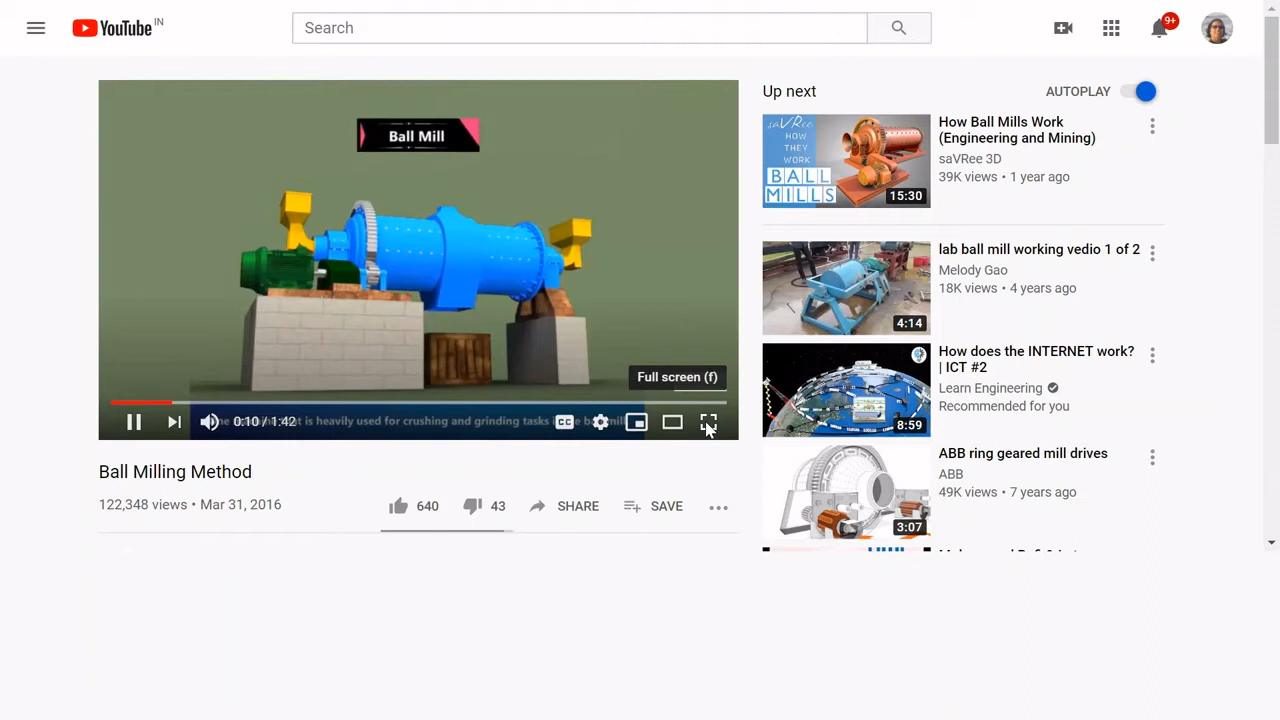 YouTube IN
Search
9+
Ball Mill
Full screen (f)
0:10 / 1:42
that is heavily used for crushing and grinding tasks
CC
Ball Milling Method
122,348 views • Mar 31, 2016
640
43
SHARE
SAVE
Up next
AUTOPLAY
saVRee
HOW
THEY
WORK
BALL
MILLS
15:30
How Ball Mills Work
(Engineering and Mining)
saVRee 3D
39K views • 1 year ago
4:14
lab ball mill working vedio 1 of 2
Melody Gao
18K views • 4 years ago
8:59
How does the INTERNET work?
| ICT #2
Learn Engineering
Recommended for you
3:07
ABB ring geared mill drives
ABB
49K views • 7 years ago